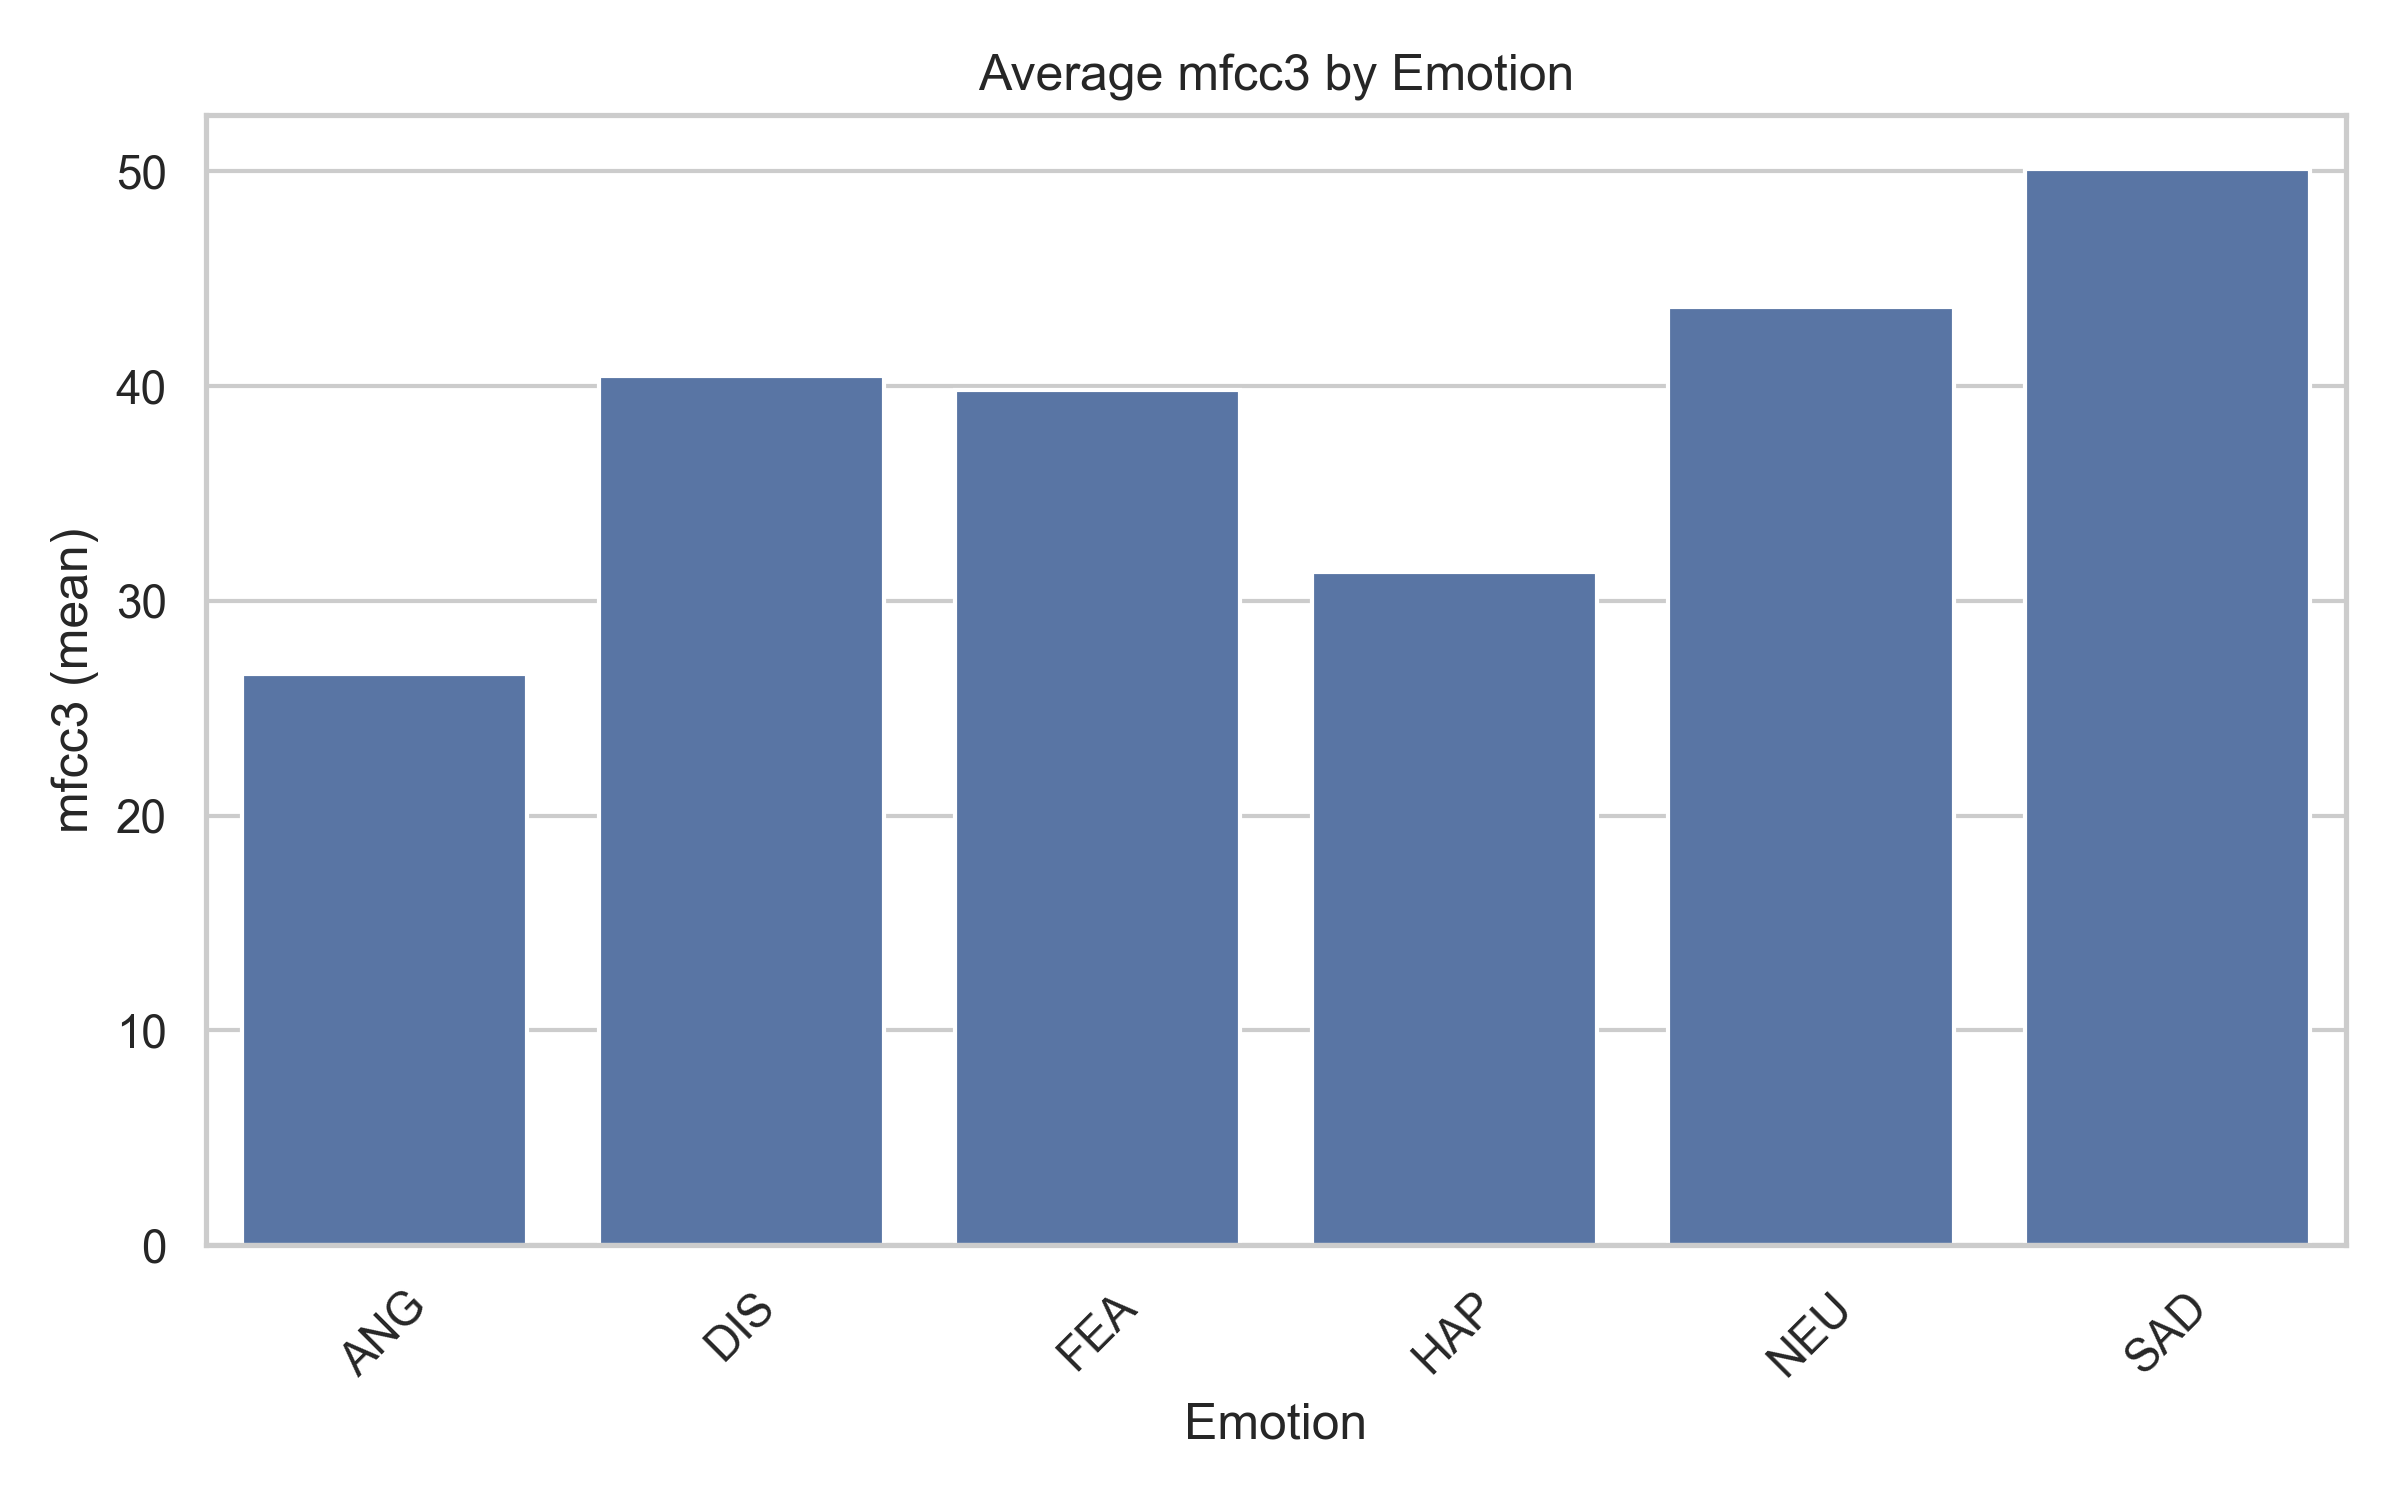 Average mfcc3 by Emotion
mfcc3 (mean)
50
40
30
20
10
0
ANG
DIS
FEA
HAP
NEU
SAD
Emotion